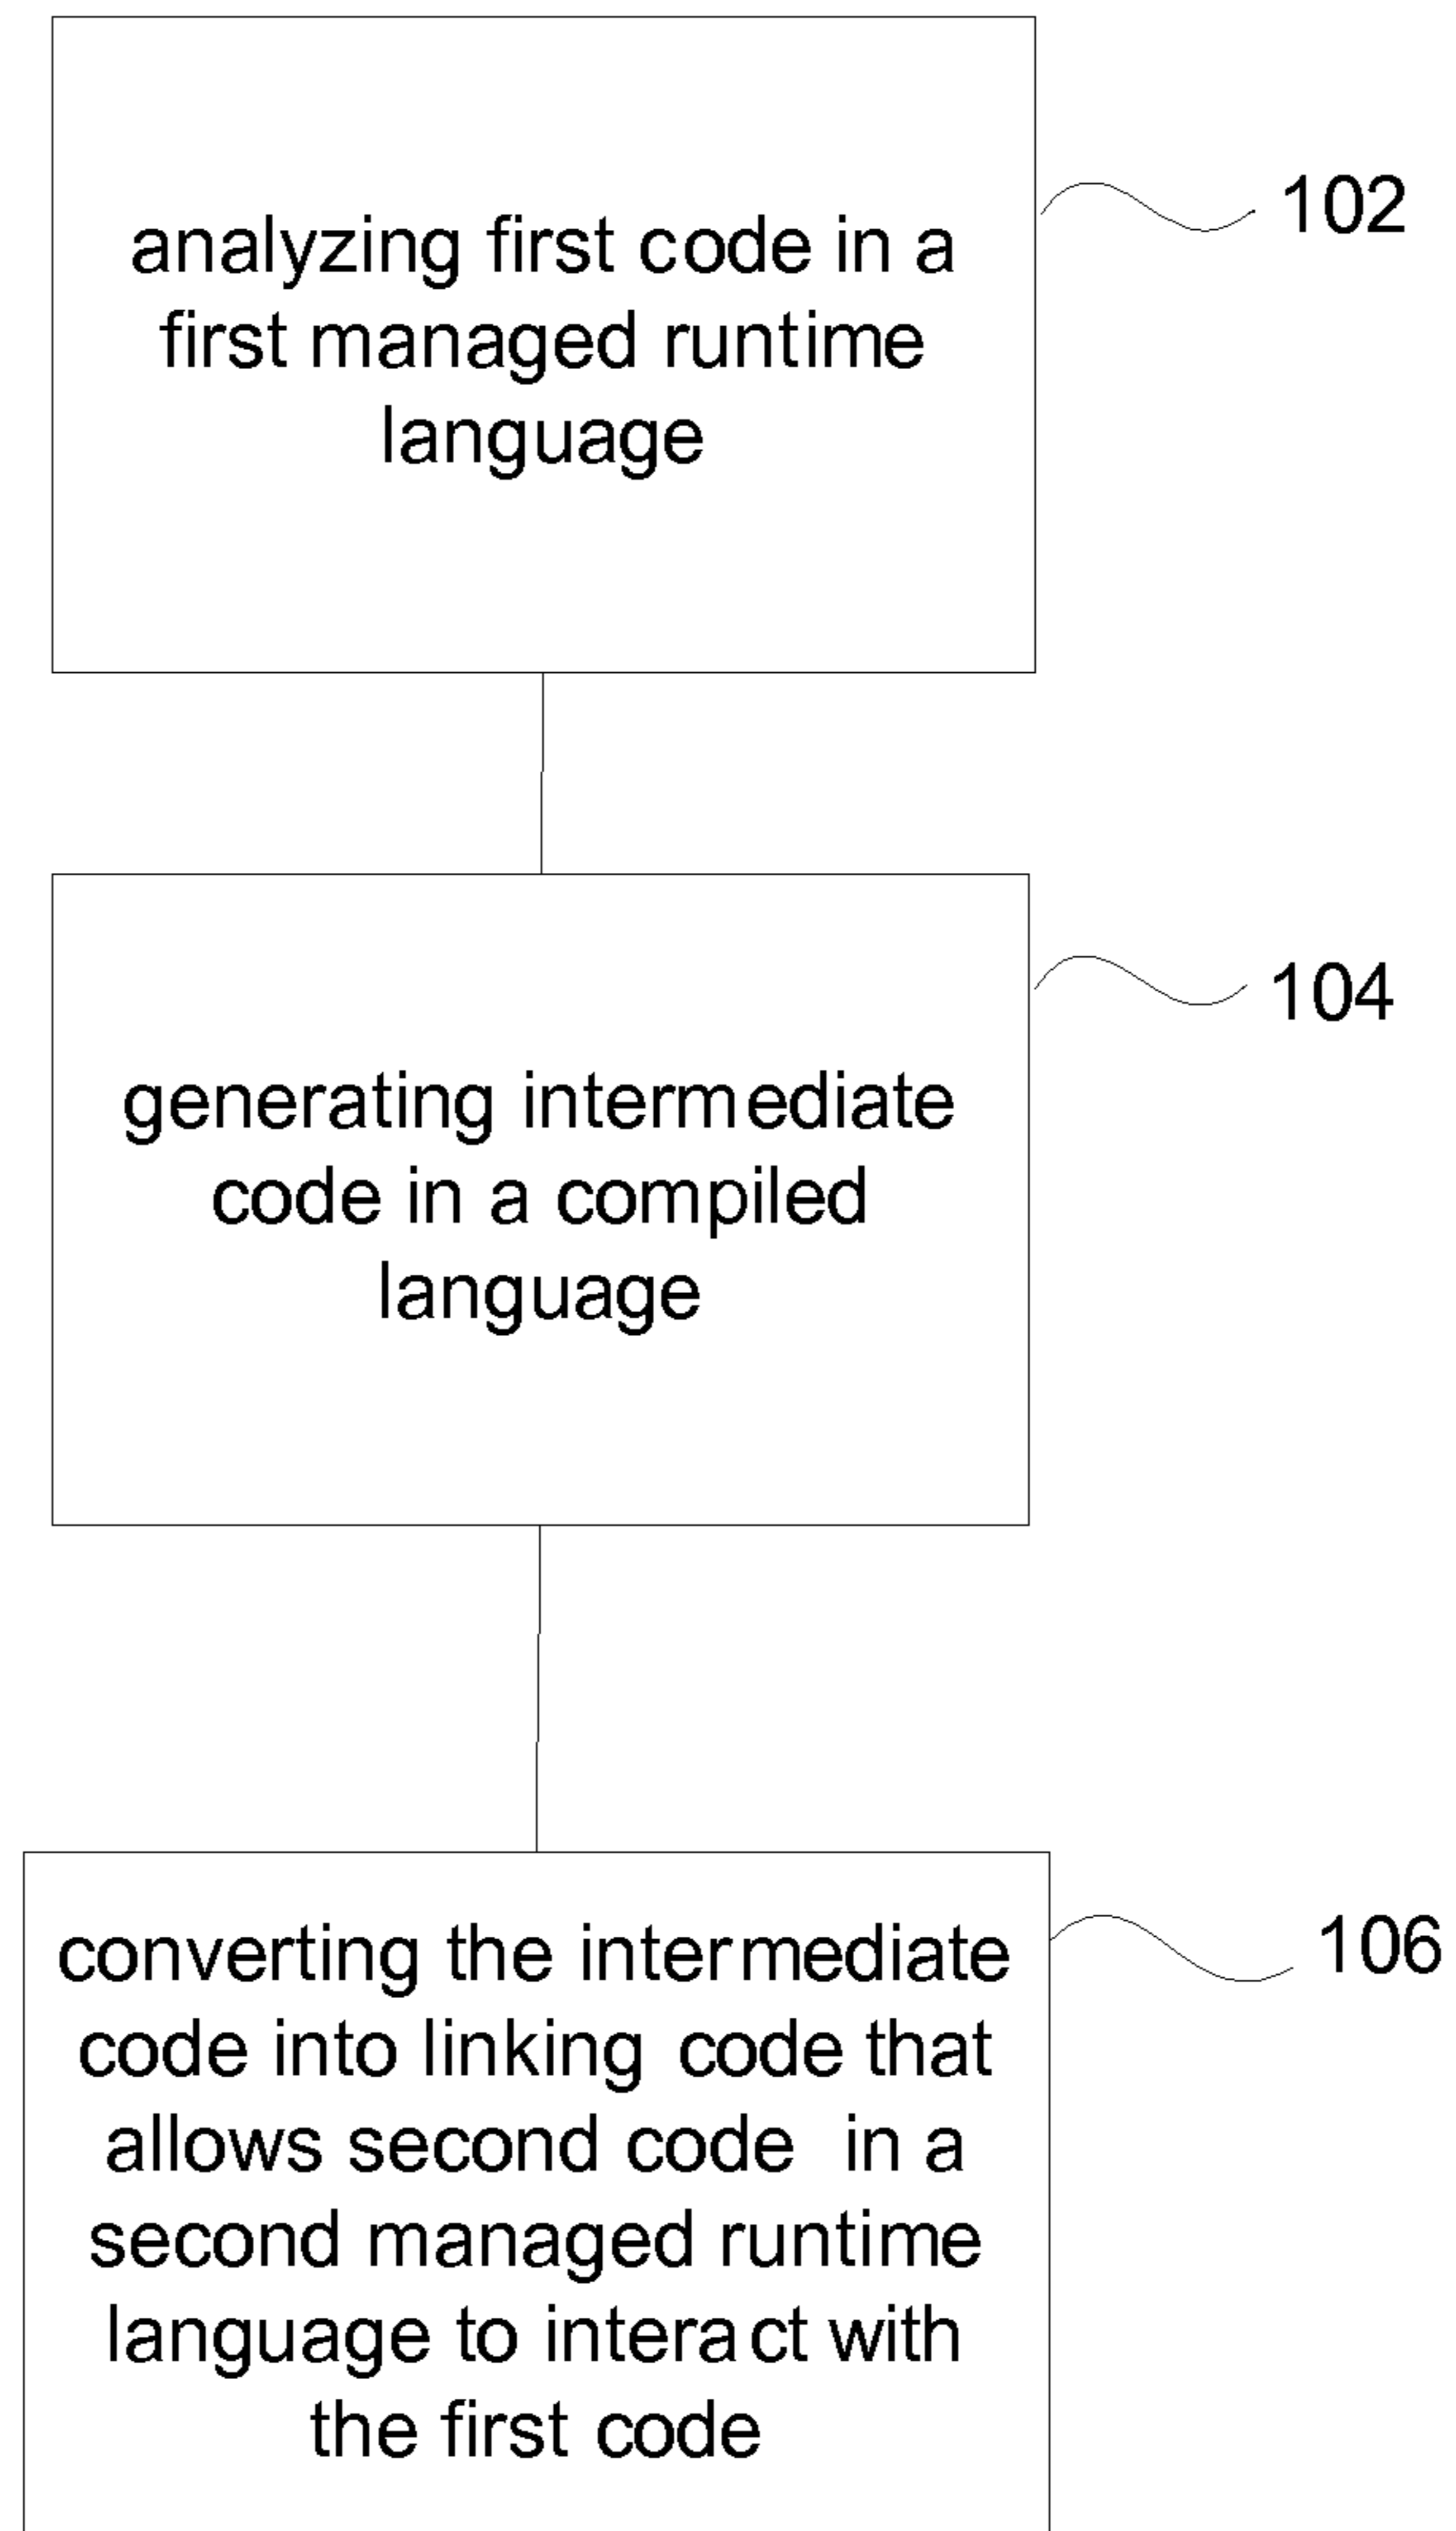 analyzing first code in a
first managed runtime
language
102
generating intermediate
code in a compiled
language
104
converting the intermediate
code into linking code that
allows second code in a
second managed runtime
language to interact with
the first code
106